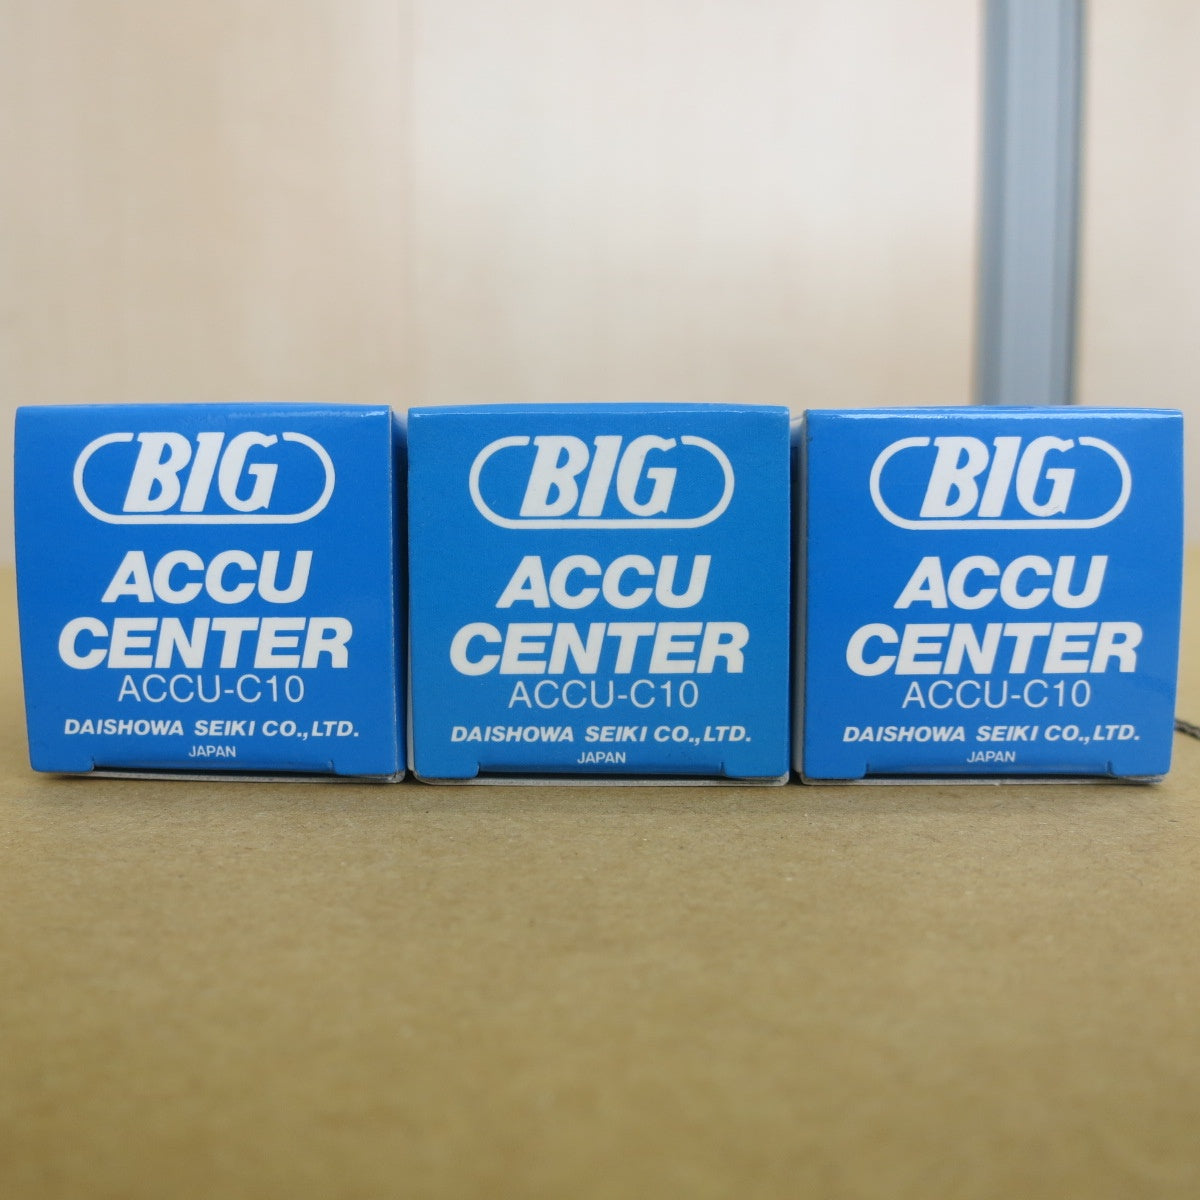 BIG
ACCU
CENTER
ACCU-C10
DAISHOWA SEIKI CO.,LTD.
JAPAN
BIG
ACCU
CENTER
ACCU-C10
DAISHOWA SEIKI CO.,LTD.
JAPAN
BIG
ACCU
CENTER
ACCU-C10
DAISHOWA SEIKI CO.,LTD.
JAPAN